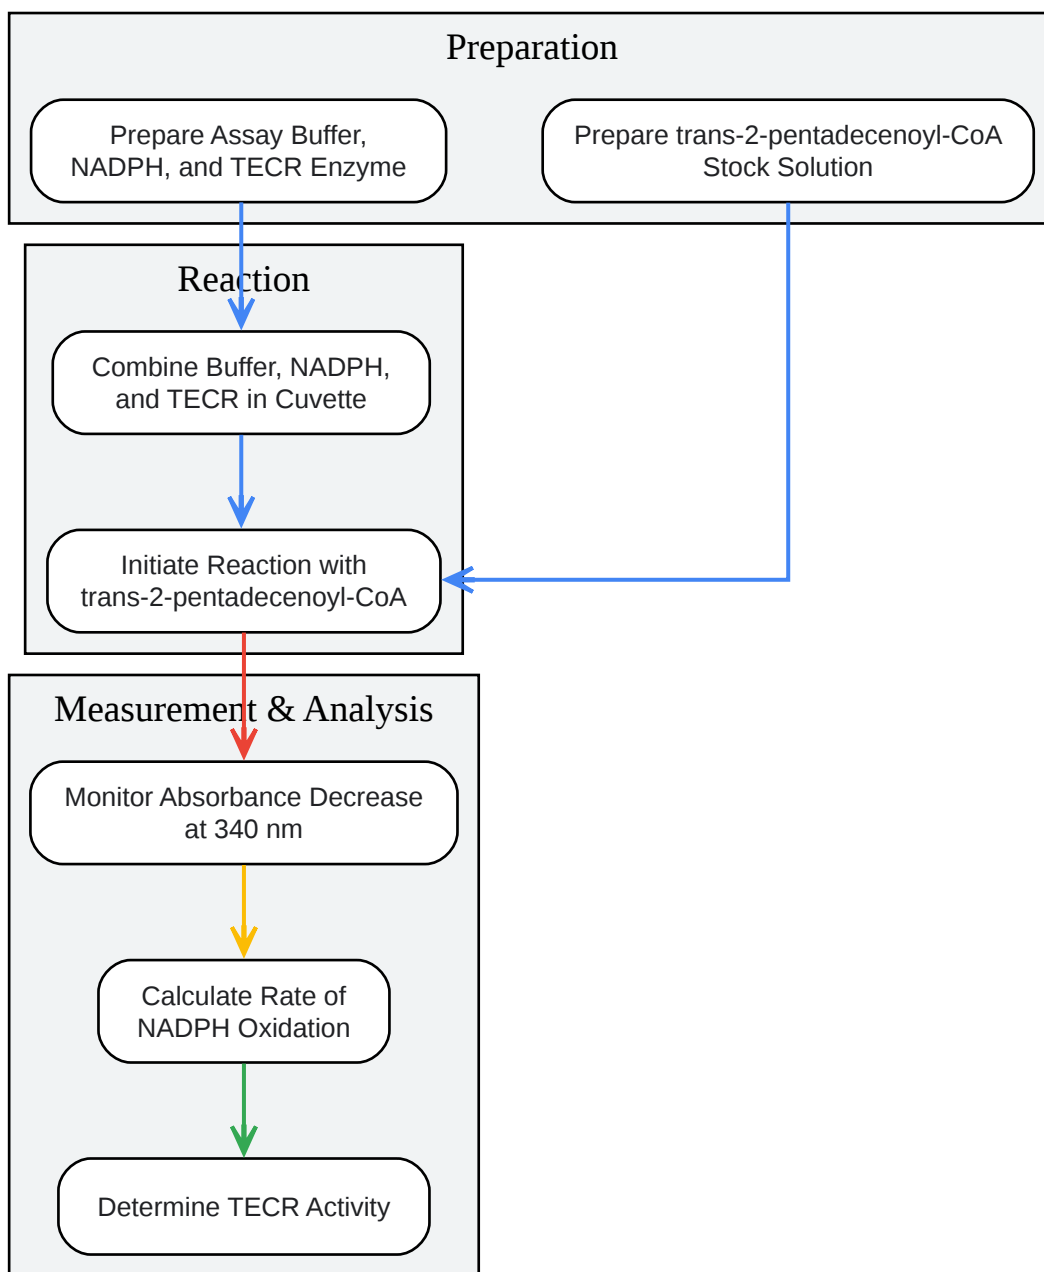 Preparation
Prepare Assay Buffer,
NADPH, and TECR Enzyme
Prepare trans-2-pentadecenoyl-CoA
Stock Solution
Reaction
Combine Buffer, NADPH,
and TECR in Cuvette
Initiate Reaction with
trans-2-pentadecenoyl-CoA
Measurement & Analysis
Monitor Absorbance Decrease
at 340 nm
Calculate Rate of
NADPH Oxidation
Determine TECR Activity